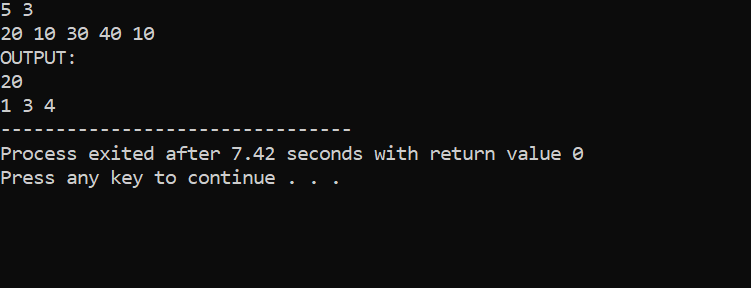 5 3
20 10 30 40 10
OUTPUT:
20
1 3 4
--------------------------------
Process exited after 7.42 seconds with return value 0
Press any key to continue . . .